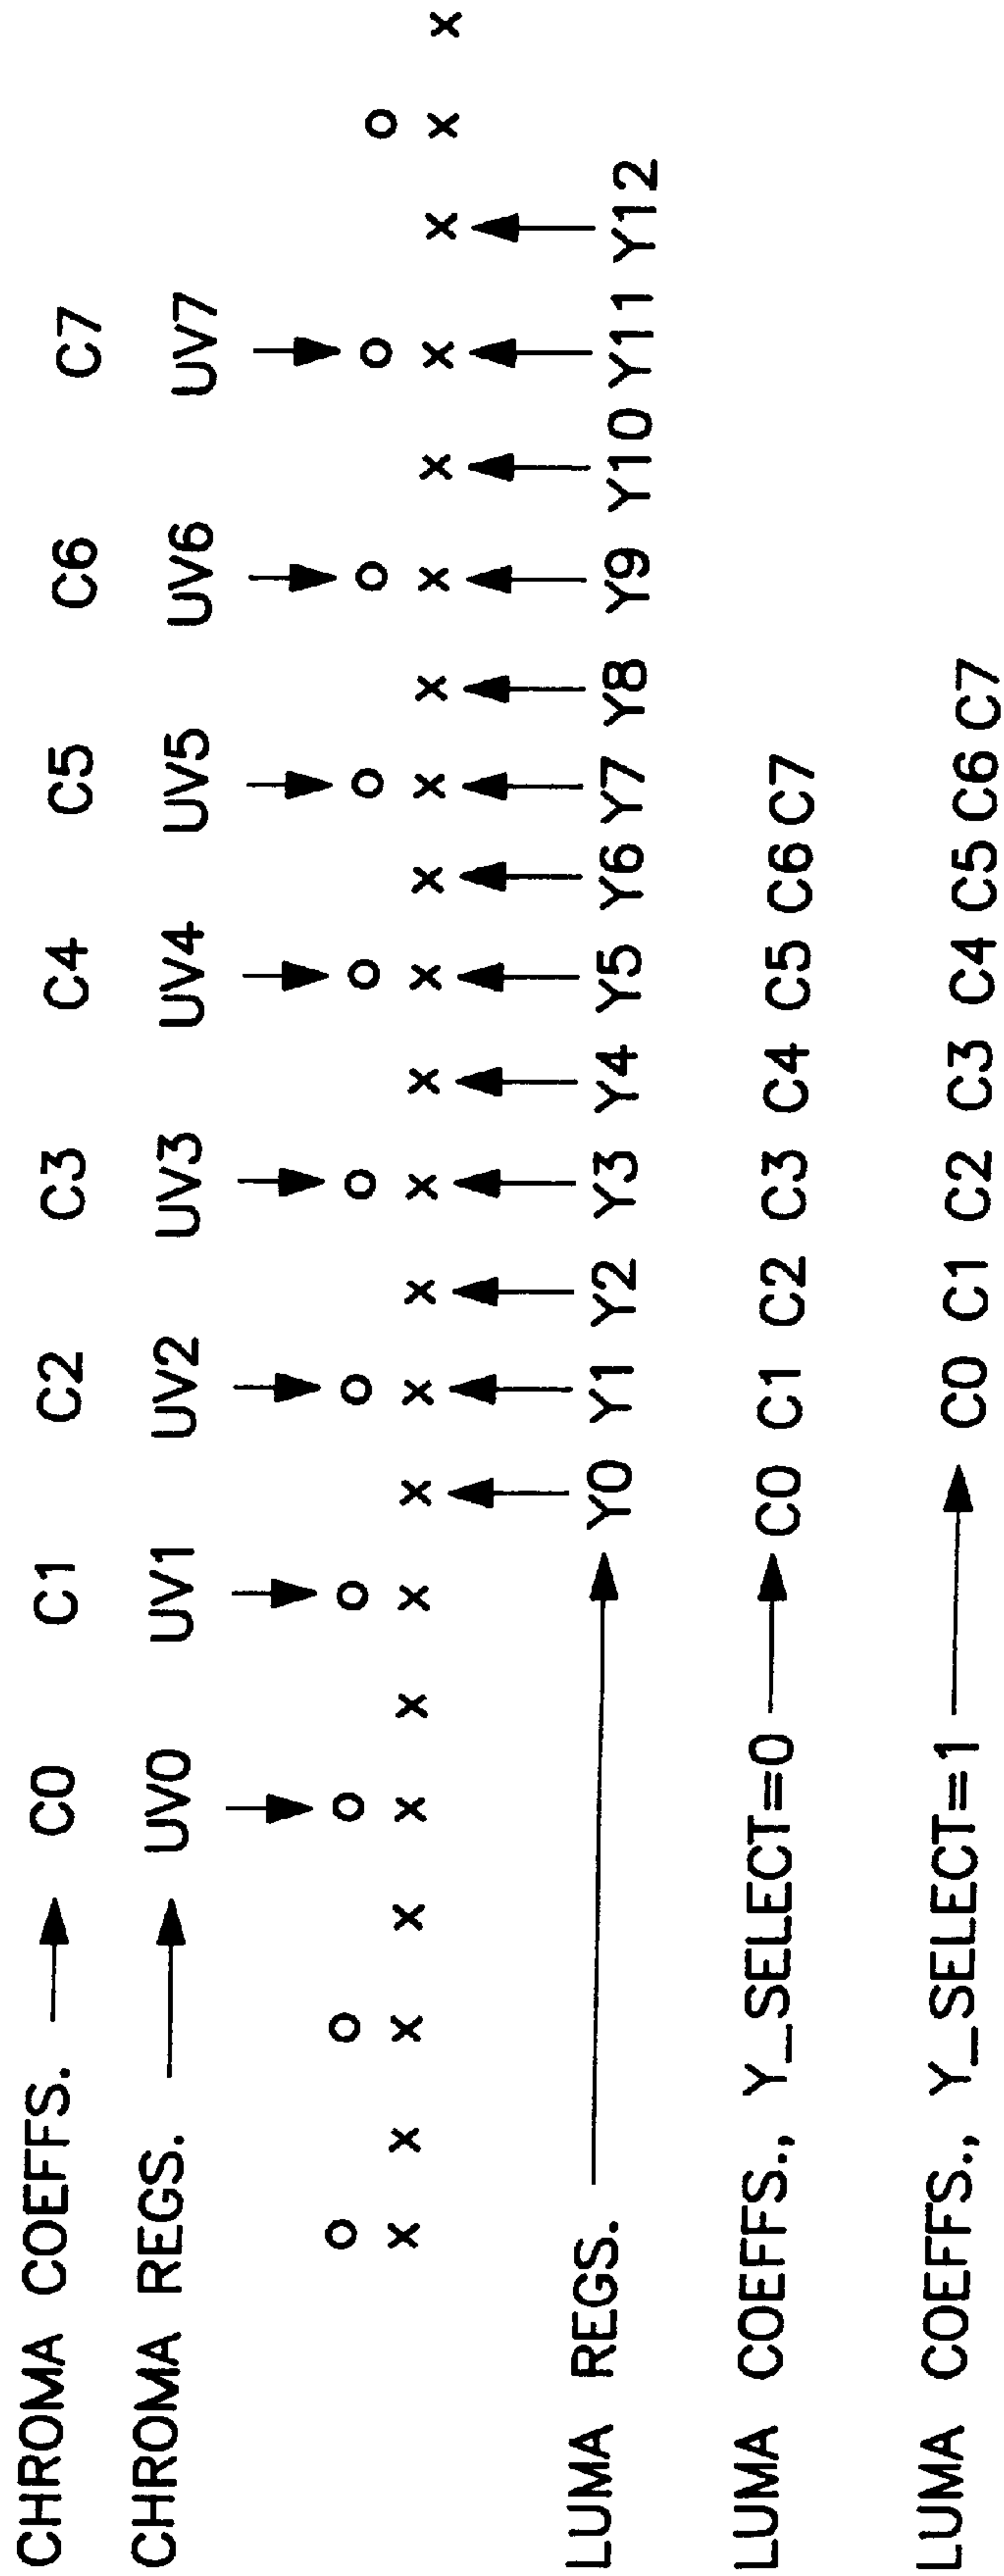 CHROMA COEFFS. C0 C1 C2 C3 C4 C5 C6 C7
CHROMA REGS. UV0 UV1 UV2 UV3 UV4 UV5 UV6 UV7
LUMA REGS. Y0 Y1 Y2 Y3 Y4 Y5 Y6 Y7 Y8 Y9 Y10 Y11 Y12
LUMA COEFFS., Y_SELECT=0 C0 C1 C2 C3 C4 C5 C6 C7
LUMA COEFFS., Y_SELECT=1 C0 C1 C2 C3 C4 C5 C6 C7